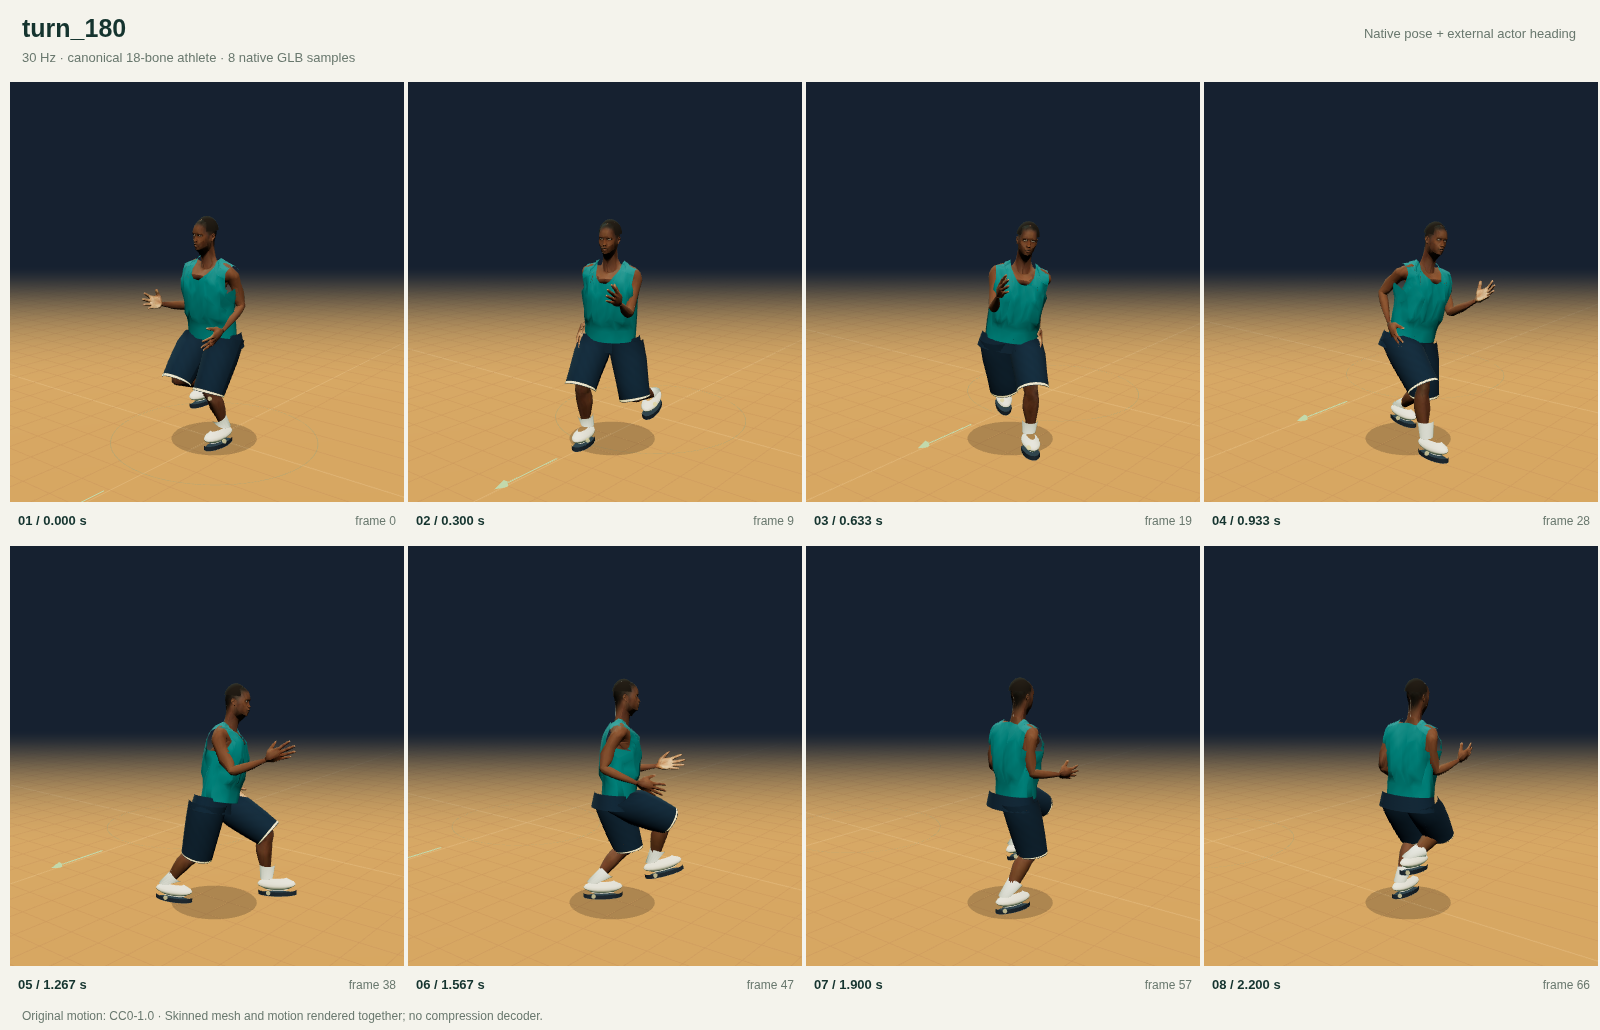 turn_180
Native pose + external actor heading
30 Hz · canonical 18-bone athlete · 8 native GLB samples
01 / 0.000 s frame 0
02 / 0.300 s frame 9
03 / 0.633 s frame 19
04 / 0.933 s frame 28
05 / 1.267 s frame 38
06 / 1.567 s frame 47
07 / 1.900 s frame 57
08 / 2.200 s frame 66
Original motion: CC0-1.0 · Skinned mesh and motion rendered together; no compression decoder.